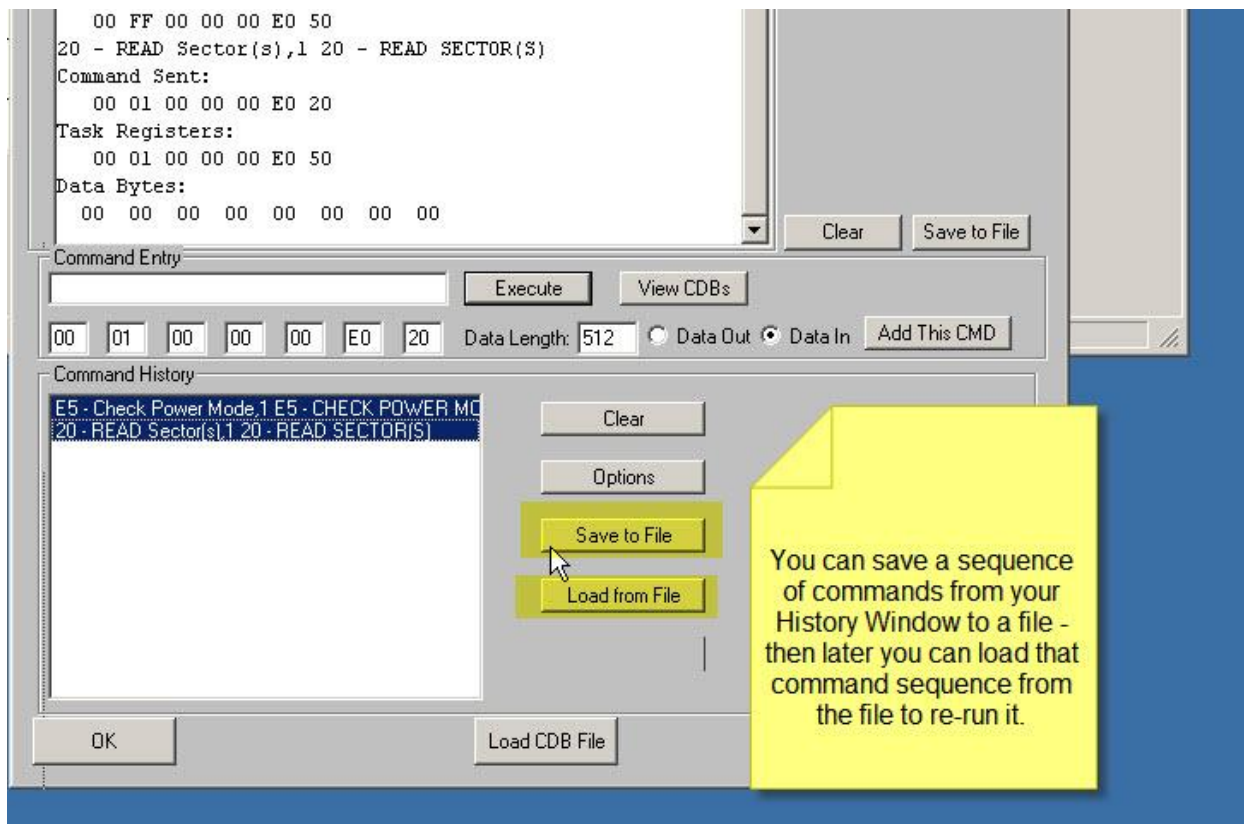 00 FF 00 00 00 E0 50
20 - READ Sector(s),1 20 - READ SECTOR(S)
Command Sent:
00 01 00 00 00 E0 20
Task Registers:
00 01 00 00 00 E0 50
Data Bytes:
00 00 00 00 00 00 00 00
Clear Save to File
Command Entry
Execute View CDBs
00 01 00 00 00 E0 20 Data Length: 512 Data Out Data In Add This CMD
Command History
E5 - Check Power Mode,1 E5 - CHECK POWER MO
20 - READ Sector(s),1 20 - READ SECTOR(S)
Clear
Options
Save to File
Load from File
You can save a sequence
of commands from your
History Window to a file -
then later you can load that
command sequence from
the file to re-run it.
OK Load CDB File